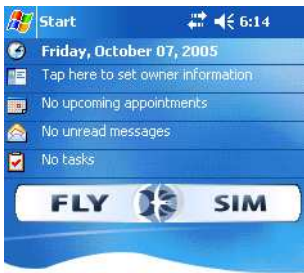 Start 6:14
Friday, October 07, 2005
Tap here to set owner information
No upcoming appointments
No unread messages
No tasks
FLY SIM